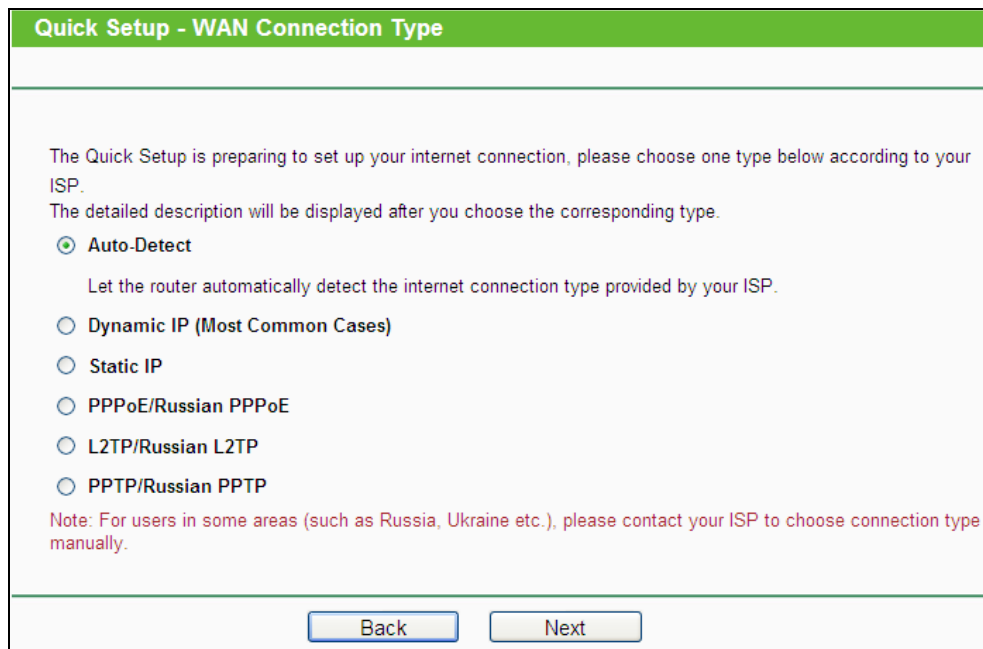 Quick Setup - WAN Connection Type
The Quick Setup is preparing to set up your internet connection, please choose one type below according to your
ISP.
The detailed description will be displayed after you choose the corresponding type.
Auto-Detect
Let the router automatically detect the internet connection type provided by your ISP.
Dynamic IP (Most Common Cases)
Static IP
PPPoE/Russian PPPoE
L2TP/Russian L2TP
PPTP/Russian PPTP
Note: For users in some areas (such as Russia, Ukraine etc.), please contact your ISP to choose connection type
manually.
Back Next